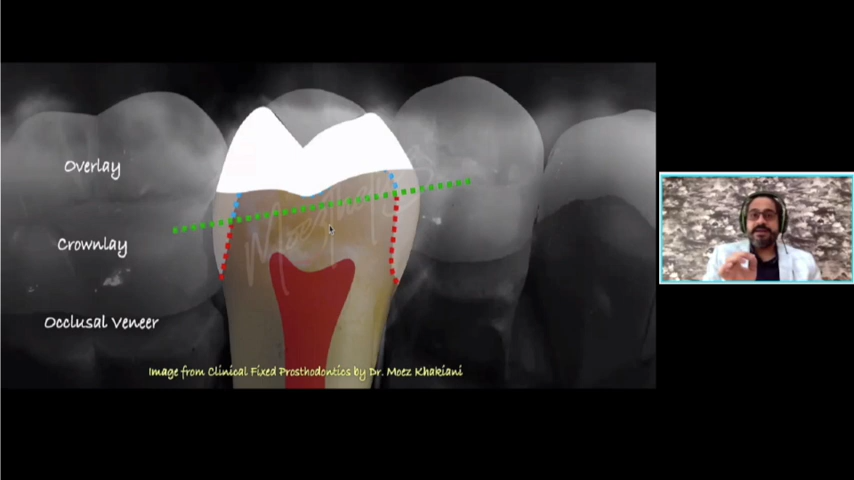 Overlay
Crownlay
Occlusal Veneer
Image from Clinical Fixed Prosthodontics by Dr. Moez Khakiani